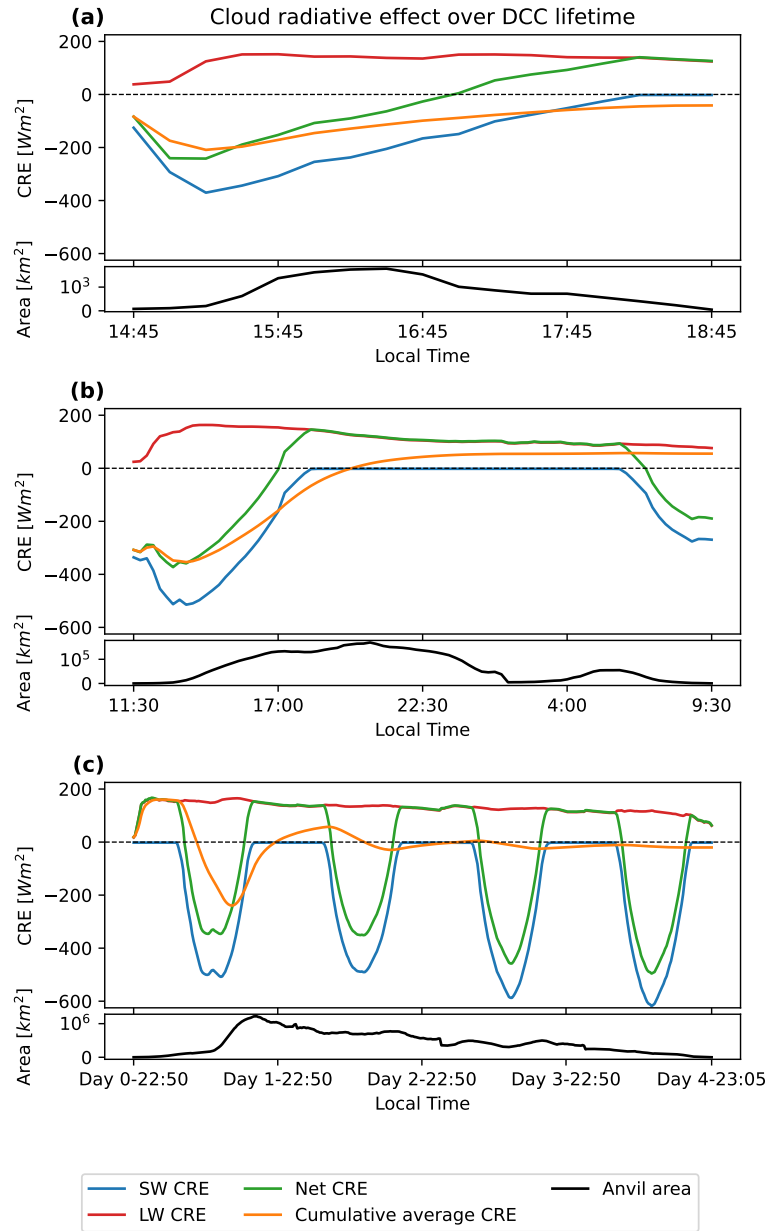 (a) Cloud radiative effect over DCC lifetime
200
0
−200
−400
−600
CRE [Wm²]
10³
0
Area [km²]
14:45 15:45 16:45 17:45 18:45
Local Time
(b)
200
0
−200
−400
−600
CRE [Wm²]
10⁵
0
Area [km²]
11:30 17:00 22:30 4:00 9:30
Local Time
(c)
200
0
−200
−400
−600
CRE [Wm²]
10⁶
0
Area [km²]
Day 0-22:50 Day 1-22:50 Day 2-22:50 Day 3-22:50 Day 4-23:05
Local Time
SW CRE Net CRE Anvil area
LW CRE Cumulative average CRE